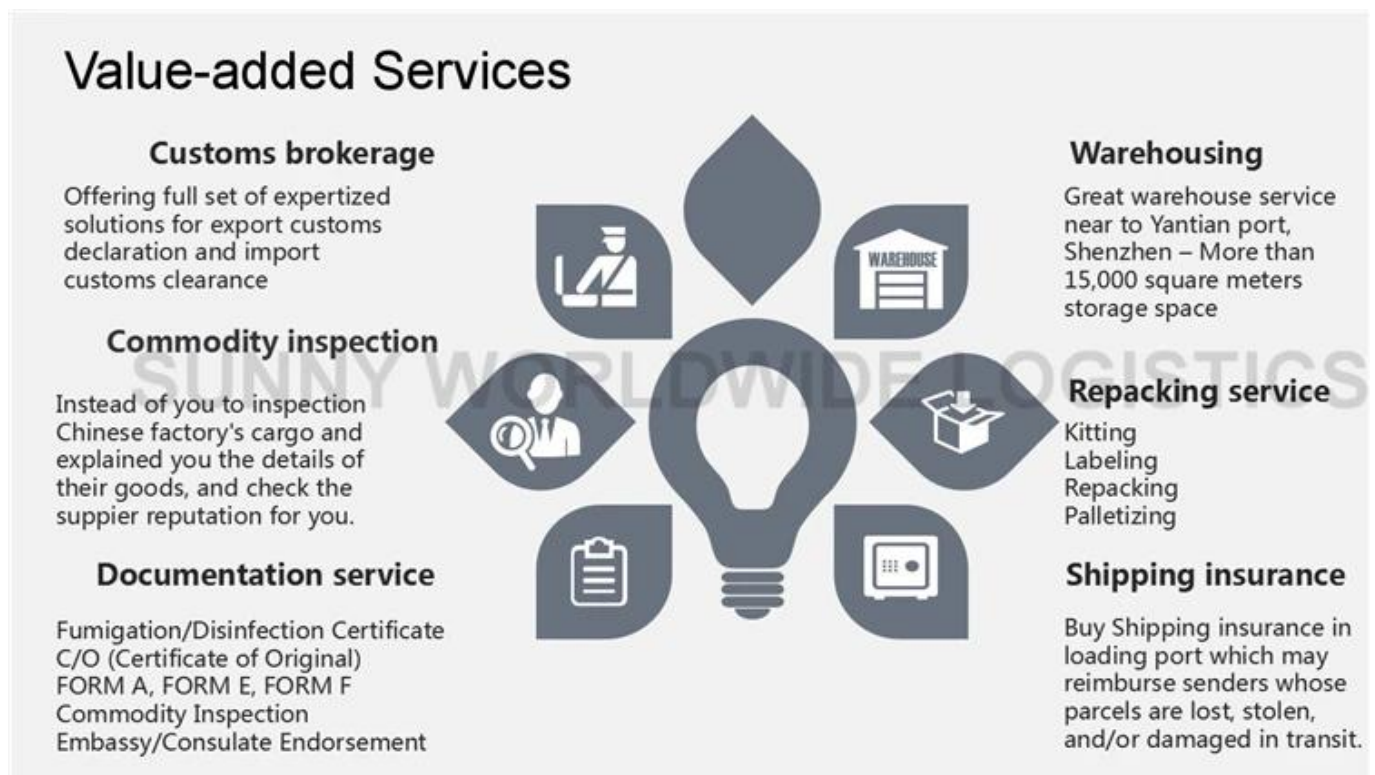 Value-added Services
Customs brokerage
Offering full set of expertized
solutions for export customs
declaration and import
customs clearance
Commodity inspection
Instead of you to inspection
Chinese factory's cargo and
explained you the details of
their goods, and check the
suppier reputation for you.
Documentation service
Fumigation/Disinfection Certificate
C/O (Certificate of Original)
FORM A, FORM E, FORM F
Commodity Inspection
Embassy/Consulate Endorsement
WAREHOUSE
SUNNY WORLDWIDE LOGISTICS
Warehousing
Great warehouse service
near to Yantian port,
Shenzhen – More than
15,000 square meters
storage space
Repacking service
Kitting
Labeling
Repacking
Palletizing
Shipping insurance
Buy Shipping insurance in
loading port which may
reimburse senders whose
parcels are lost, stolen,
and/or damaged in transit.